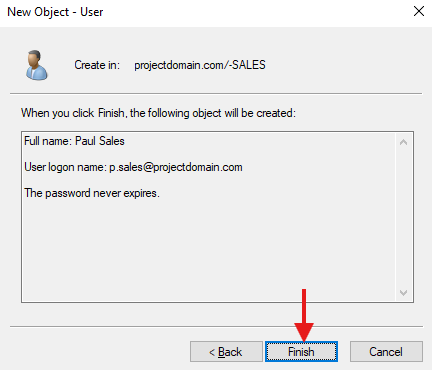 New Object - User
Create in: projectdomain.com/-SALES
When you click Finish, the following object will be created:
Full name: Paul Sales
User logon name: p.sales@projectdomain.com
The password never expires.
< Back
Finish
Cancel